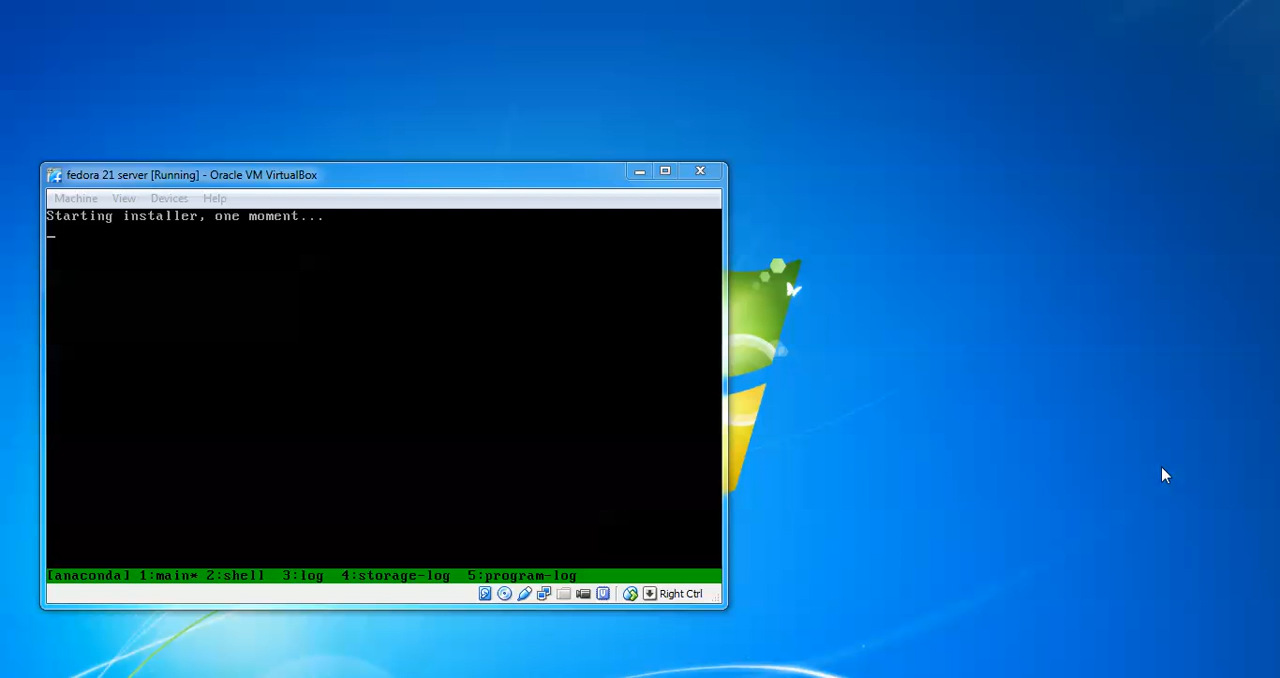 fedora 21 server [Running] - Oracle VM VirtualBox
Machine View Devices Help
Starting installer, one moment...
[anaconda] 1:main* 2:shell 3:log 4:storage-log 5:program-log
Right Ctrl